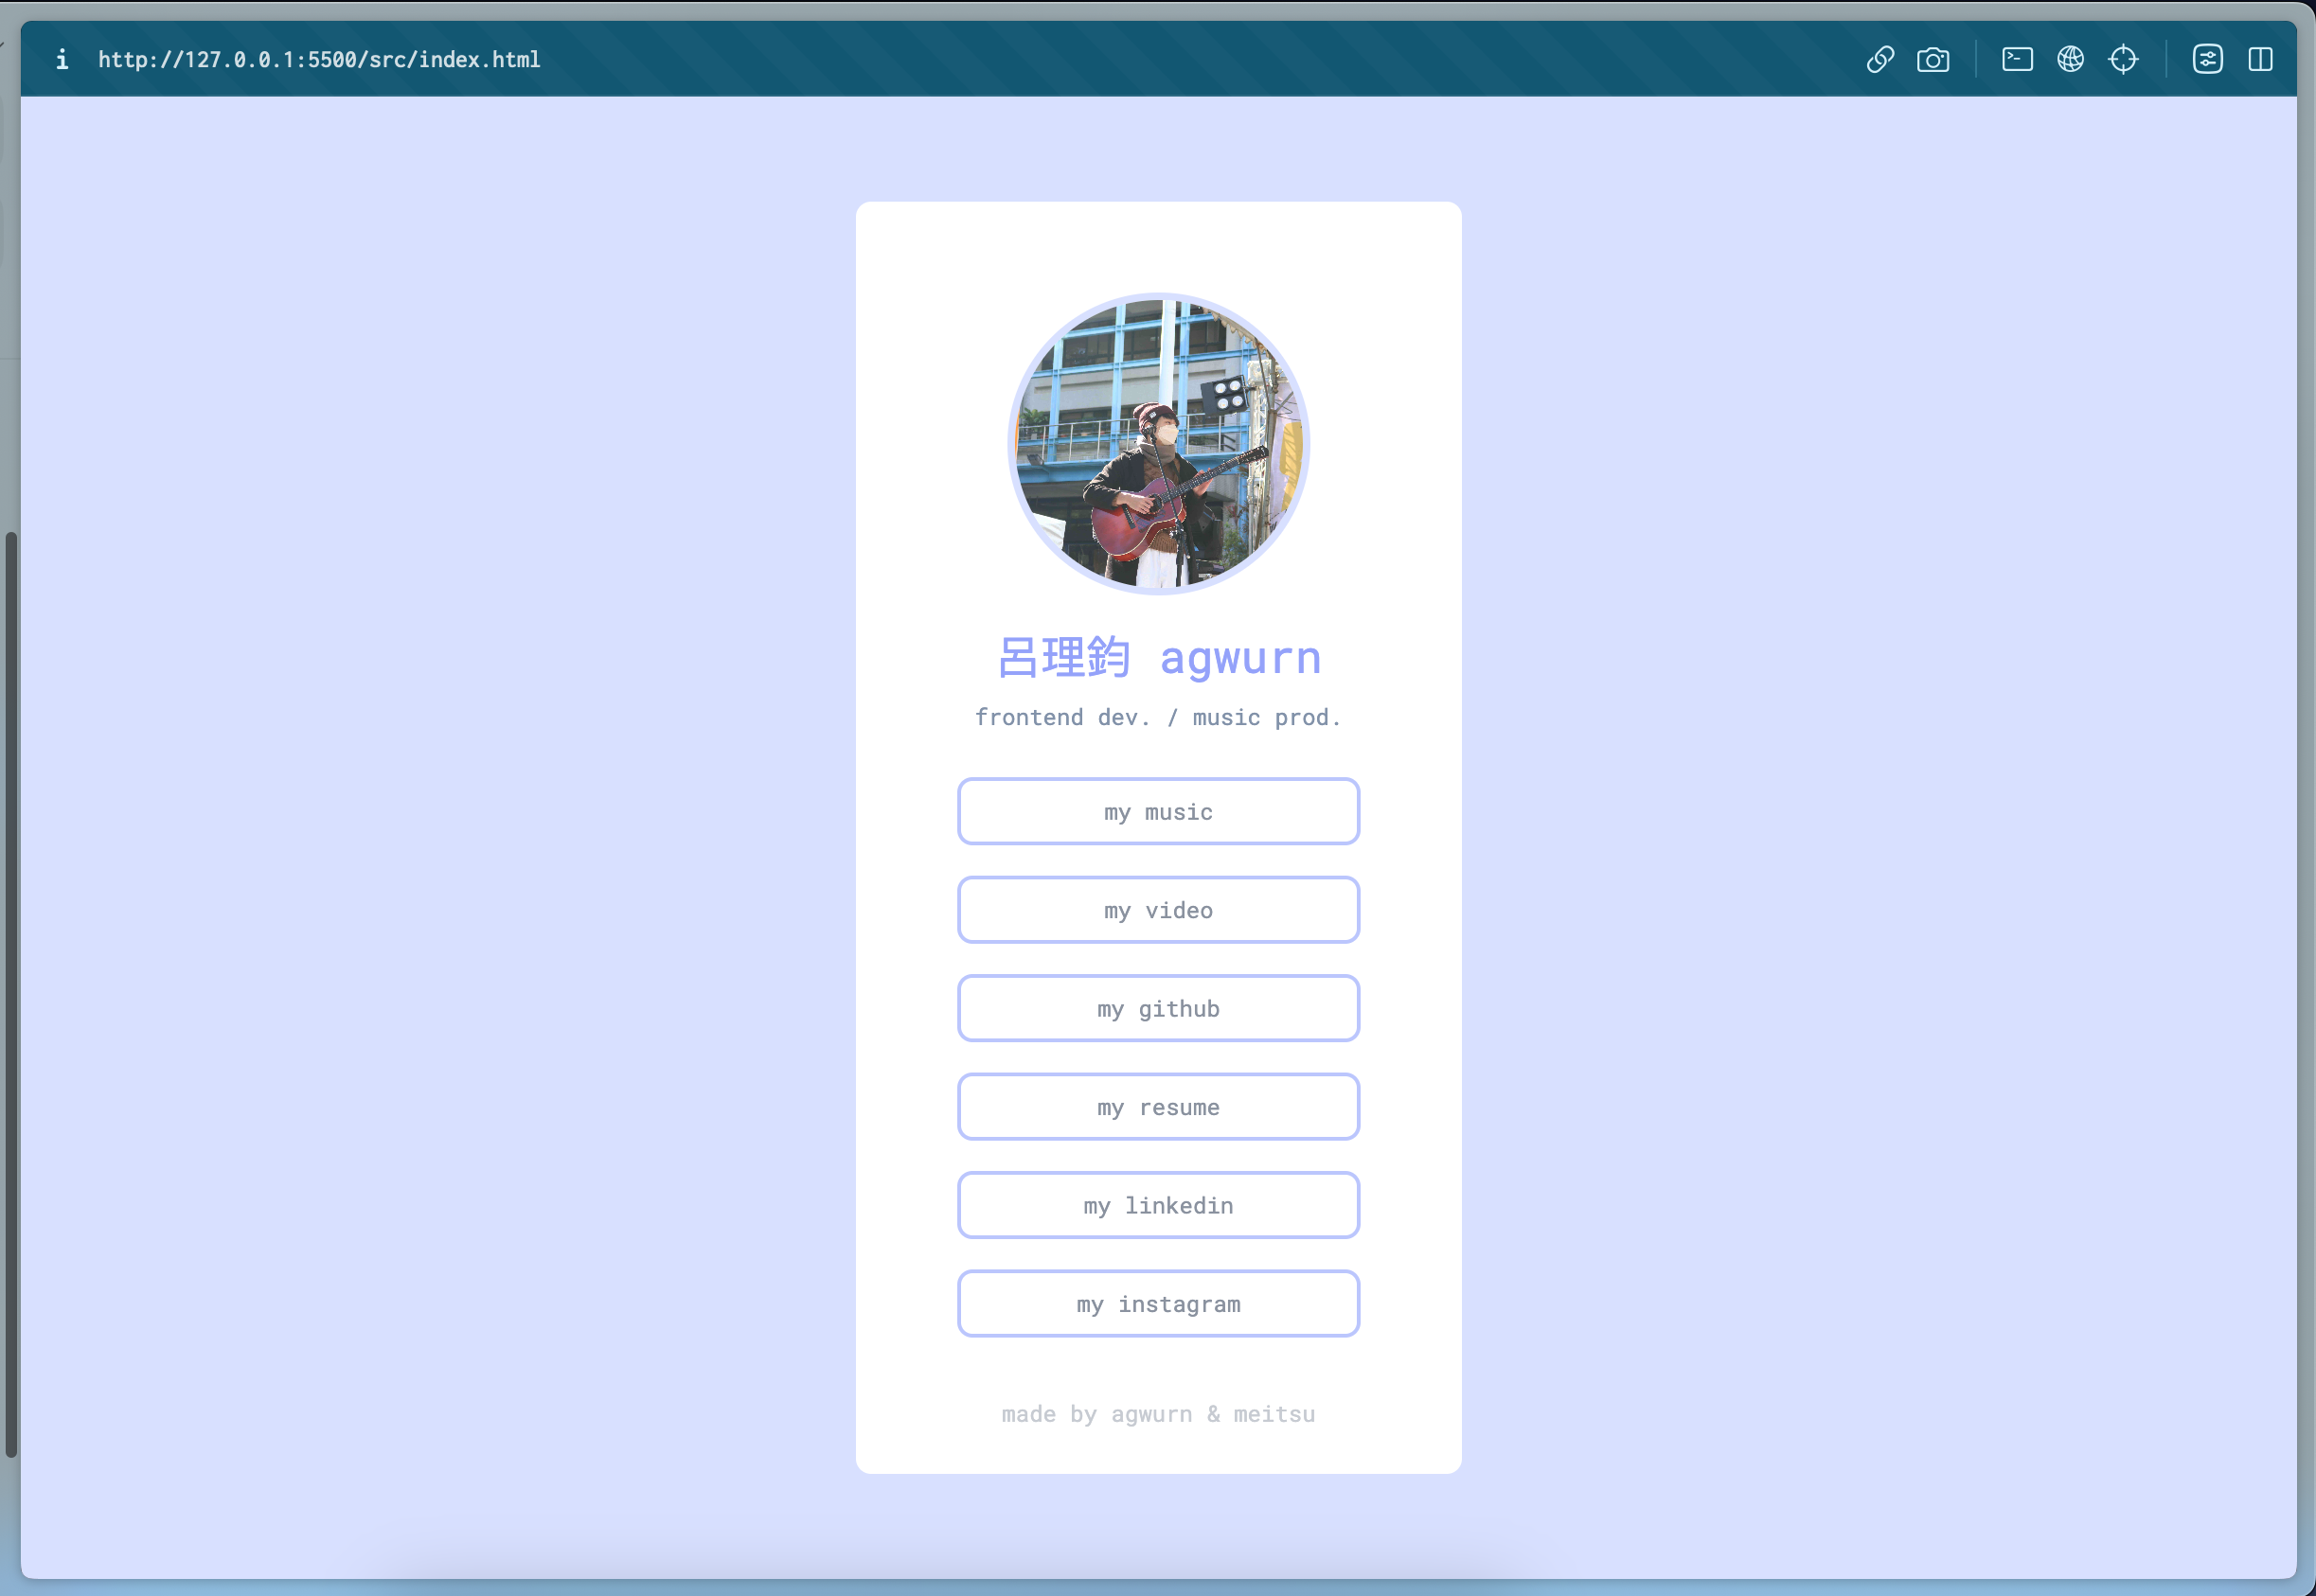 http://127.0.0.1:5500/src/index.html
呂理鈞 agwurn
frontend dev. / music prod.
my music
my video
my github
my resume
my linkedin
my instagram
made by agwurn & meitsu